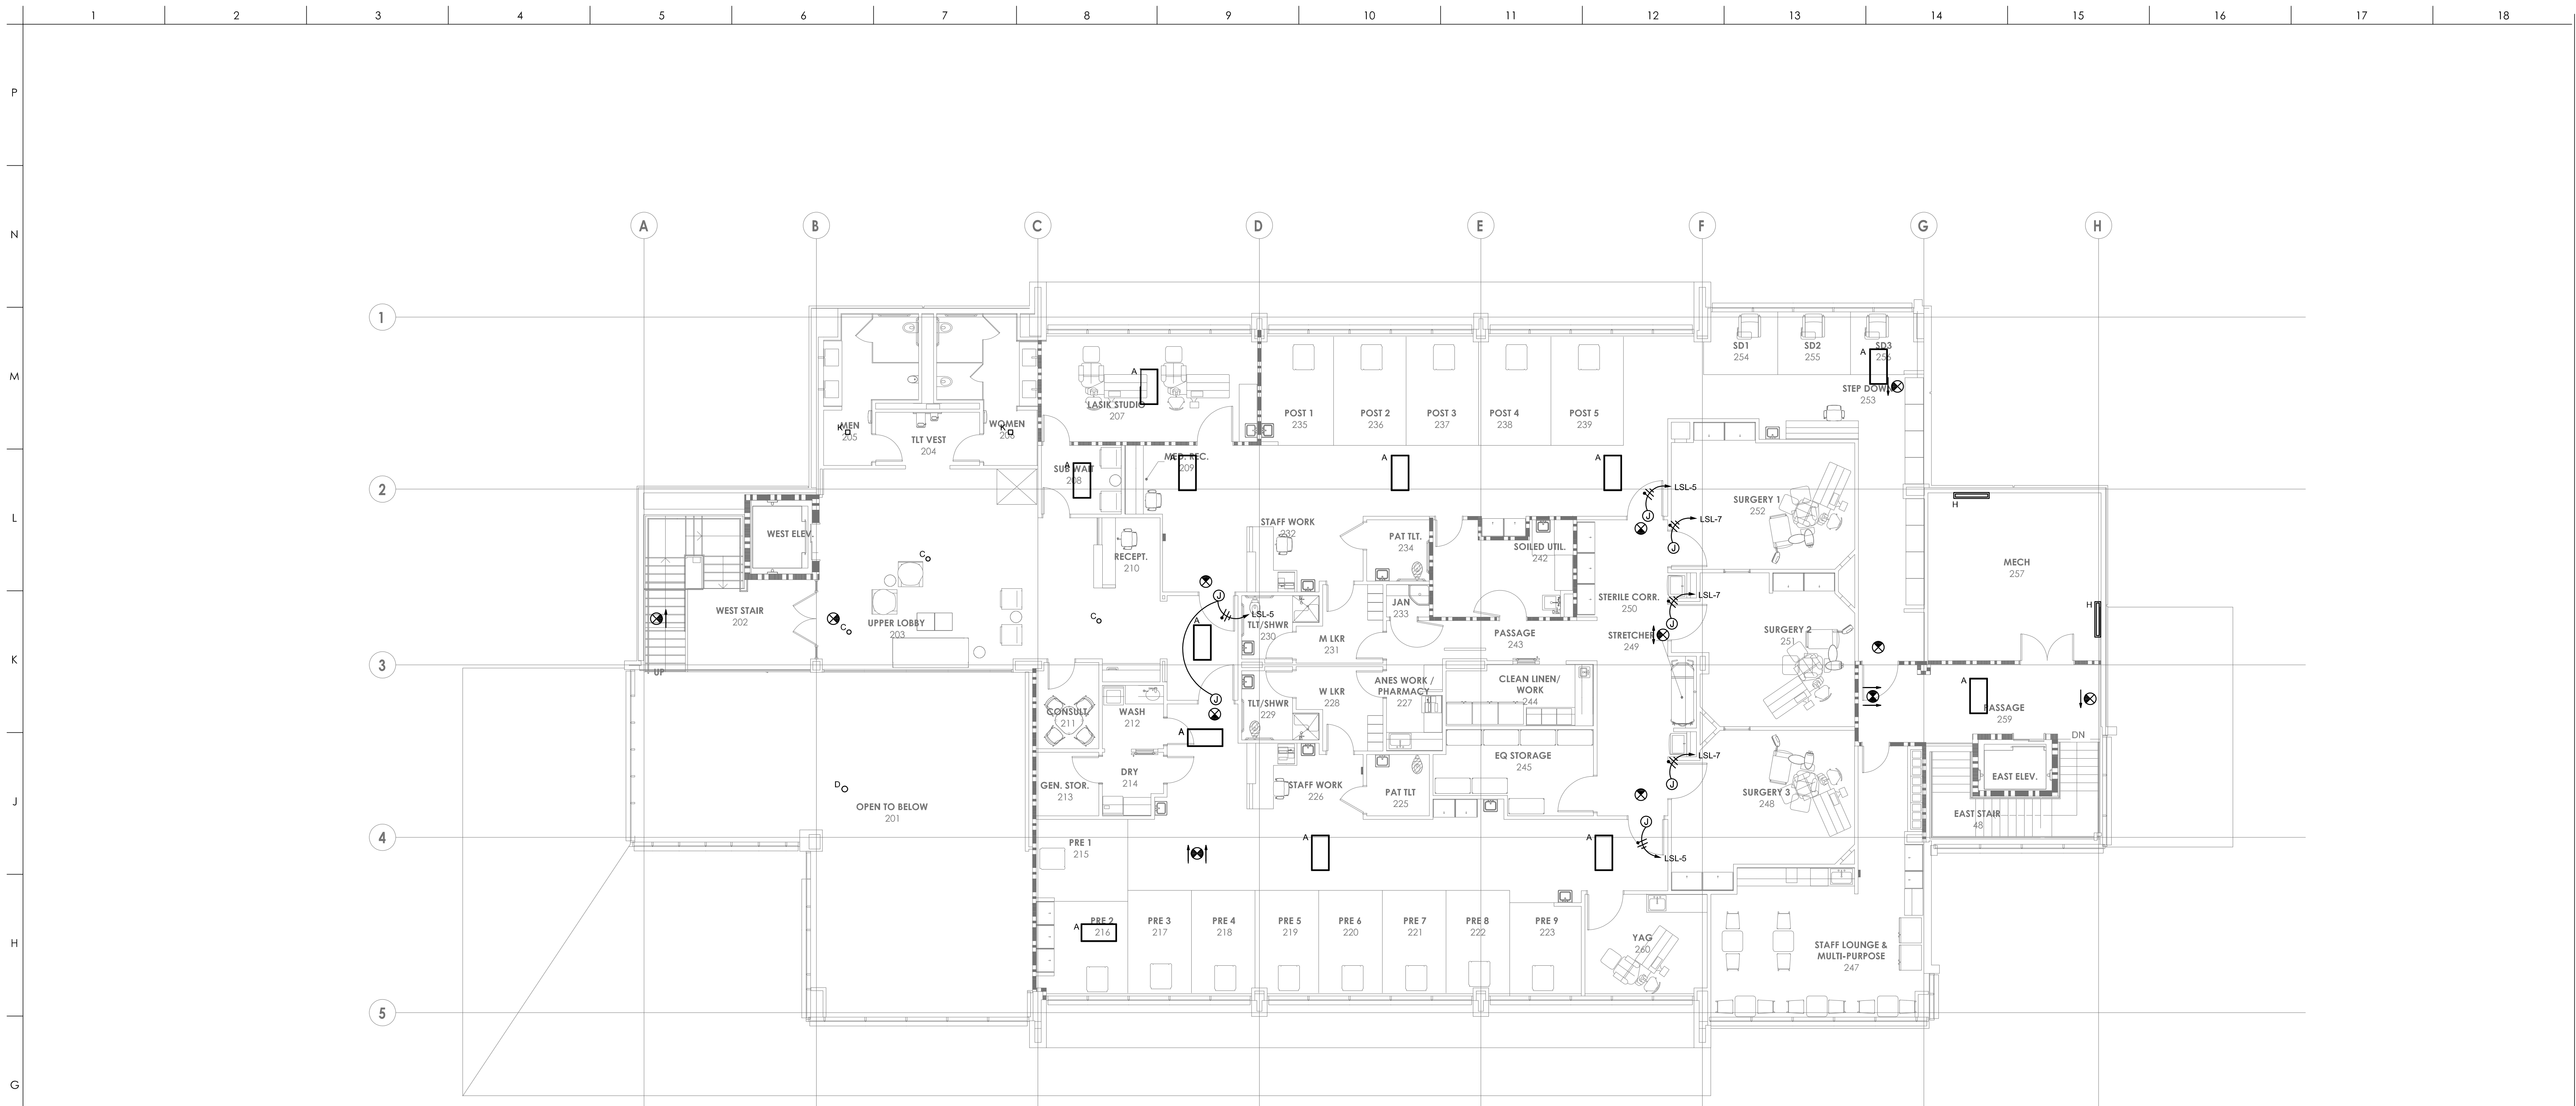 1 2 3 4 5 6 7 8 9 10 11 12 13 14 15 16 17 18
P
N
A B C D E F G H
1
SD1
254
SD2
255
SD3
256
A
M
A
STEP DOWN
253
LASIK STUDIO
207
POST 1
235
POST 2
236
POST 3
237
POST 4
238
POST 5
239
MEN
205
K
WOMEN
206
K
TLT VEST
204
SUB WAIT
208
A
MED. REC.
209
A
A
A
2
LSL-5
SURGERY 1
252
L
H
LSL-7
STAFF WORK
232
WEST ELEV.
PAT TLT.
234
SOILED UTIL.
242
RECEPT.
210
C
MECH
257
JAN
233
STERILE CORR.
250
LSL-7
H
WEST STAIR
202
C
UPPER LOBBY
203
C
LSL-5
TLT/SHWR
230
A
M LKR
231
PASSAGE
243
STRETCHER
249
SURGERY 2
251
K
3
UP
ANES WORK /
PHARMACY
227
CLEAN LINEN/
WORK
244
W LKR
228
TLT/SHWR
229
CONSULT.
211
WASH
212
A
A
PASSAGE
259
DN
LSL-7
EQ STORAGE
245
DRY
214
GEN. STOR.
213
STAFF WORK
226
PAT TLT
225
SURGERY 3
248
EAST ELEV.
D
J
OPEN TO BELOW
201
EAST STAIR
48
4
A
A
PRE 1
215
LSL-5
PRE 2
216
A
PRE 3
217
PRE 4
218
PRE 5
219
PRE 6
220
PRE 7
221
PRE 8
222
PRE 9
223
YAG
260
STAFF LOUNGE &
MULTI-PURPOSE
247
H
5
G
J
J
J
J
J
J
J